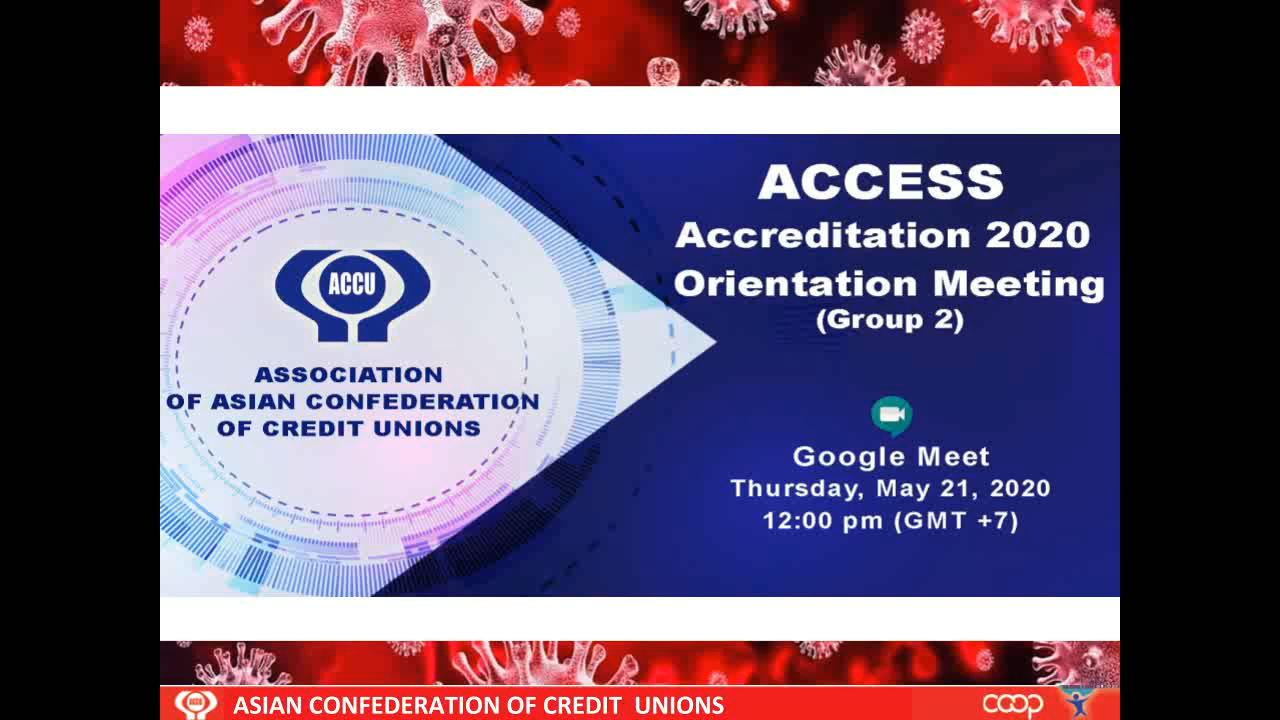 ACCU
ASSOCIATION
OF ASIAN CONFEDERATION
OF CREDIT UNIONS
ACCESS
Accreditation 2020
Orientation Meeting
(Group 2)
Google Meet
Thursday, May 21, 2020
12:00 pm (GMT +7)
ACCU
ASIAN CONFEDERATION OF CREDIT UNIONS
coop